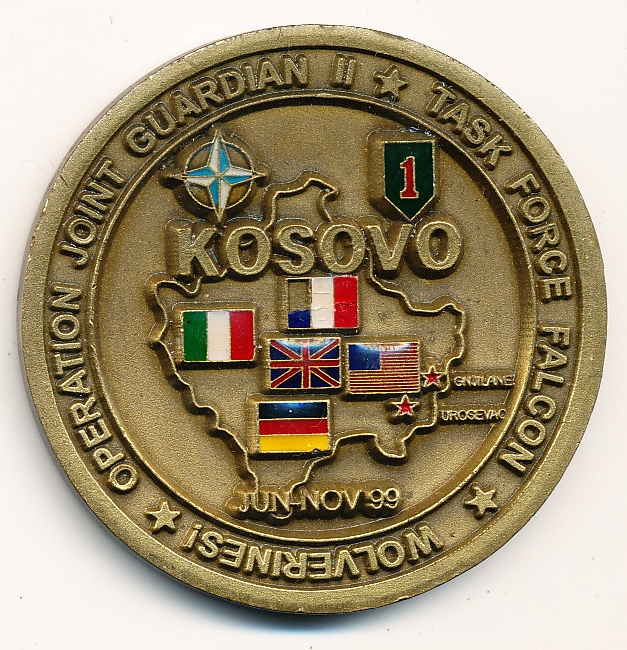 OPERATION JOINT GUARDIAN II ★ TASK FORCE FALCON ★ WOLVERINES! ★
1
KOSOVO
GNJILANE
UROSEVAC
JUN-NOV 99